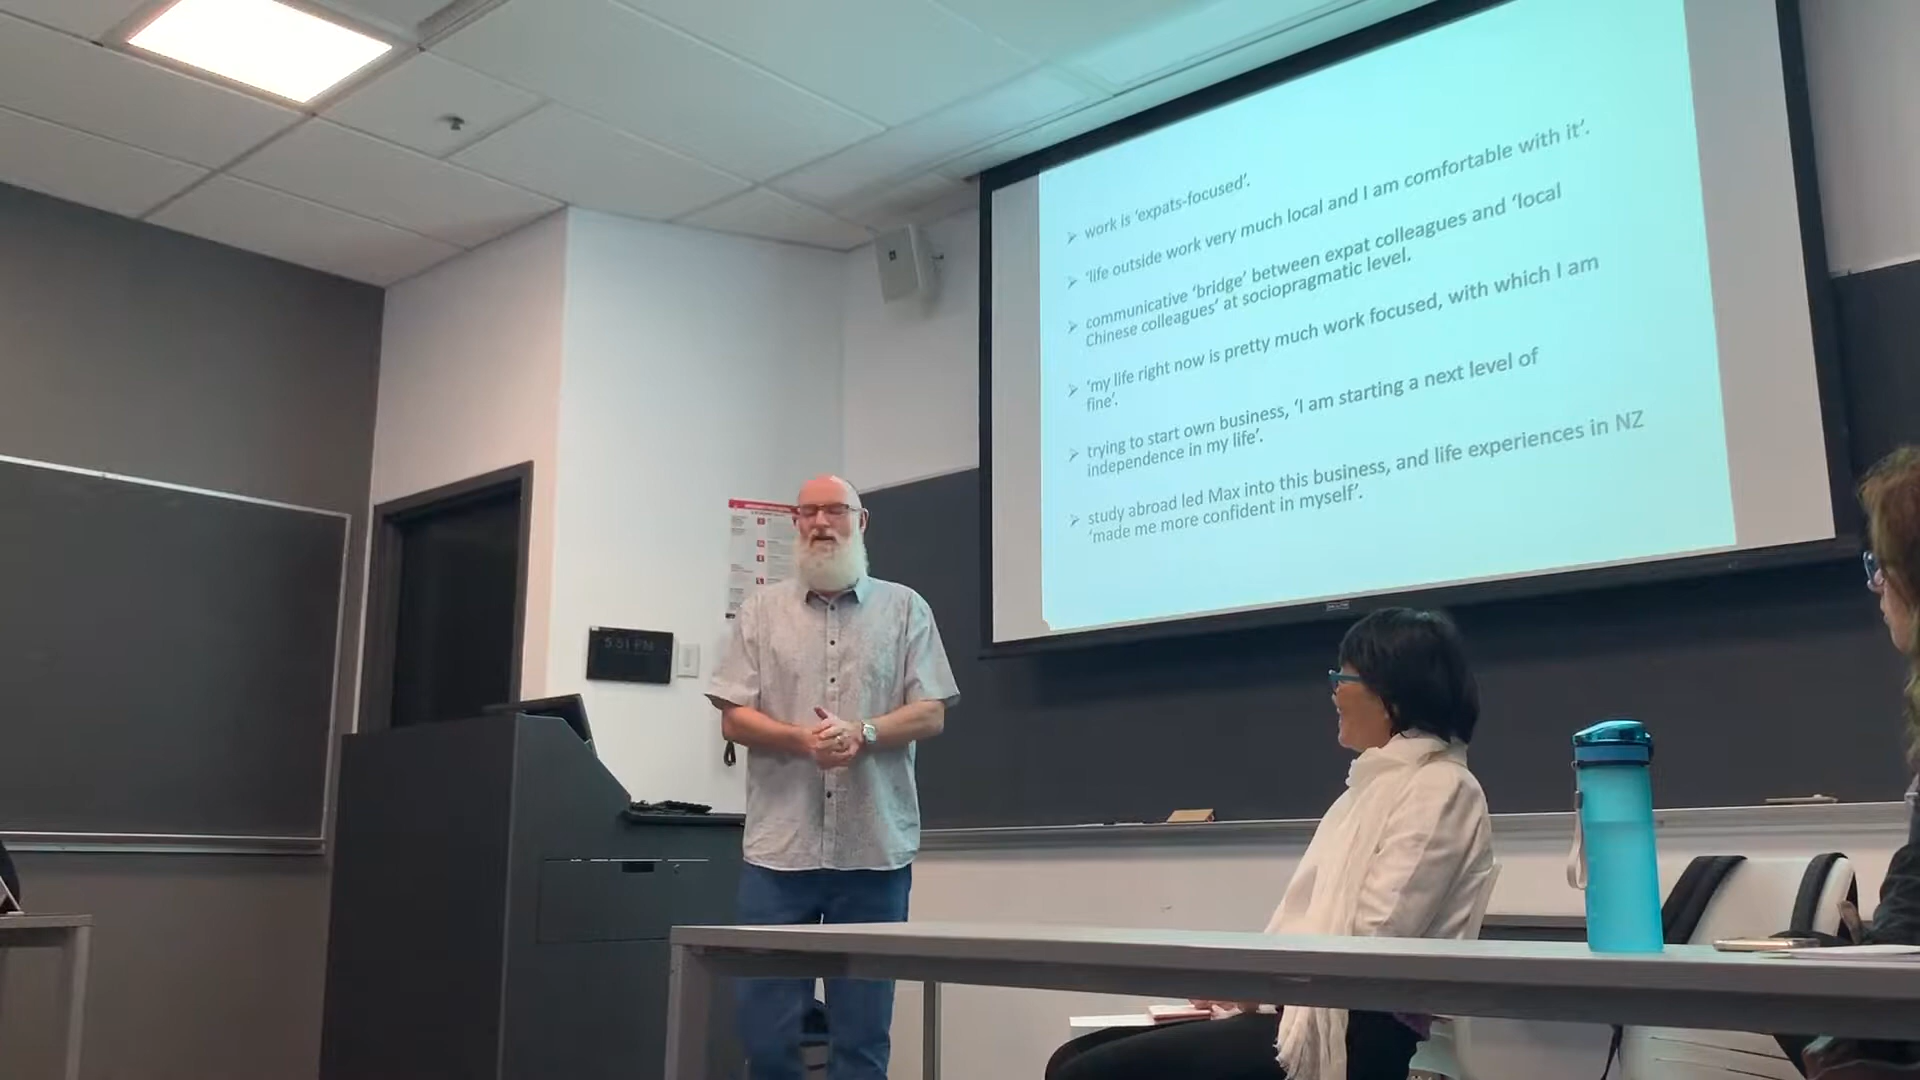 ➢ work is ‘expats-focused’.
➢ ‘life outside work very much local and I am comfortable with it’.
➢ communicative ‘bridge’ between expat colleagues and ‘local
Chinese colleagues’ at sociopragmatic level.
➢ ‘my life right now is pretty much work focused, with which I am
fine’.
➢ trying to start own business, ‘I am starting a next level of
independence in my life’.
➢ study abroad led Max into this business, and life experiences in NZ
‘made me more confident in myself’.
5:51 PM